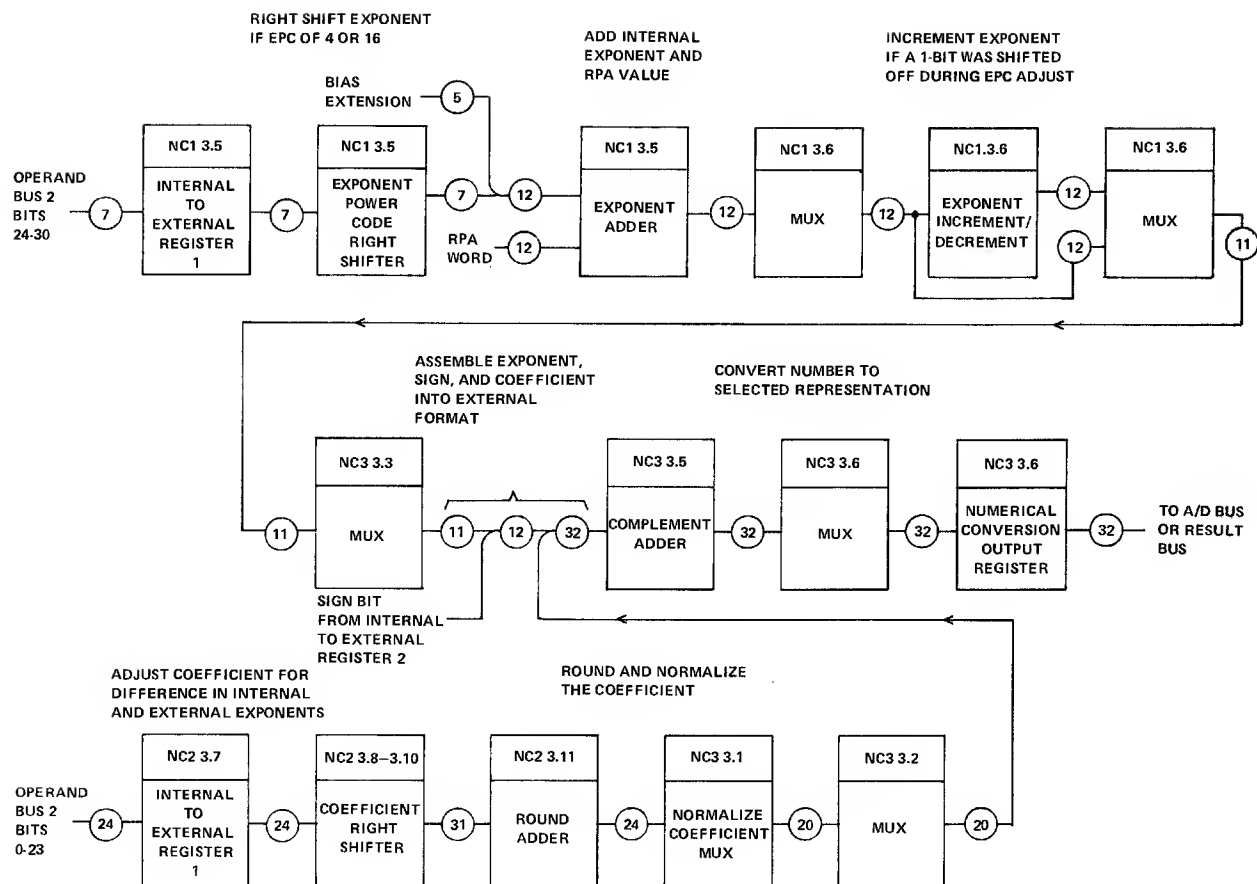 RIGHT SHIFT EXPONENT
IF EPC OF 4 OR 16
ADD INTERNAL
EXPONENT AND
RPA VALUE
INCREMENT EXPONENT
IF A 1-BIT WAS SHIFTED
OFF DURING EPC ADJUST
BIAS
EXTENSION
5
OPERAND
BUS 2
BITS
24-30
7
NC1 3.5
INTERNAL
TO
EXTERNAL
REGISTER
1
7
NC1 3.5
EXPONENT
POWER
CODE
RIGHT
SHIFTER
7
12
RPA
WORD
12
NC1 3.5
EXPONENT ADDER
12
NC1 3.6
MUX
12
NC1.3.6
EXPONENT
INCREMENT/
DECREMENT
12
12
NC1 3.6
MUX
11
ASSEMBLE EXPONENT,
SIGN, AND COEFFICIENT
INTO EXTERNAL
FORMAT
CONVERT NUMBER TO
SELECTED REPRESENTATION
11
NC3 3.3
MUX
11
12
32
SIGN BIT
FROM INTERNAL
TO EXTERNAL
REGISTER 2
NC3 3.5
COMPLEMENT
ADDER
32
NC3 3.6
MUX
32
NC3 3.6
NUMERICAL
CONVERSION
OUTPUT
REGISTER
32
TO A/D BUS
OR RESULT
BUS
ADJUST COEFFICIENT FOR
DIFFERENCE IN INTERNAL
AND EXTERNAL EXPONENTS
ROUND AND NORMALIZE
THE COEFFICIENT
OPERAND
BUS 2
BITS
0-23
24
NC2 3.7
INTERNAL
TO
EXTERNAL
REGISTER
1
24
NC2 3.8–3.10
COEFFICIENT
RIGHT
SHIFTER
31
NC2 3.11
ROUND
ADDER
24
NC3 3.1
NORMALIZE
COEFFICIENT
MUX
20
NC3 3.2
MUX
20